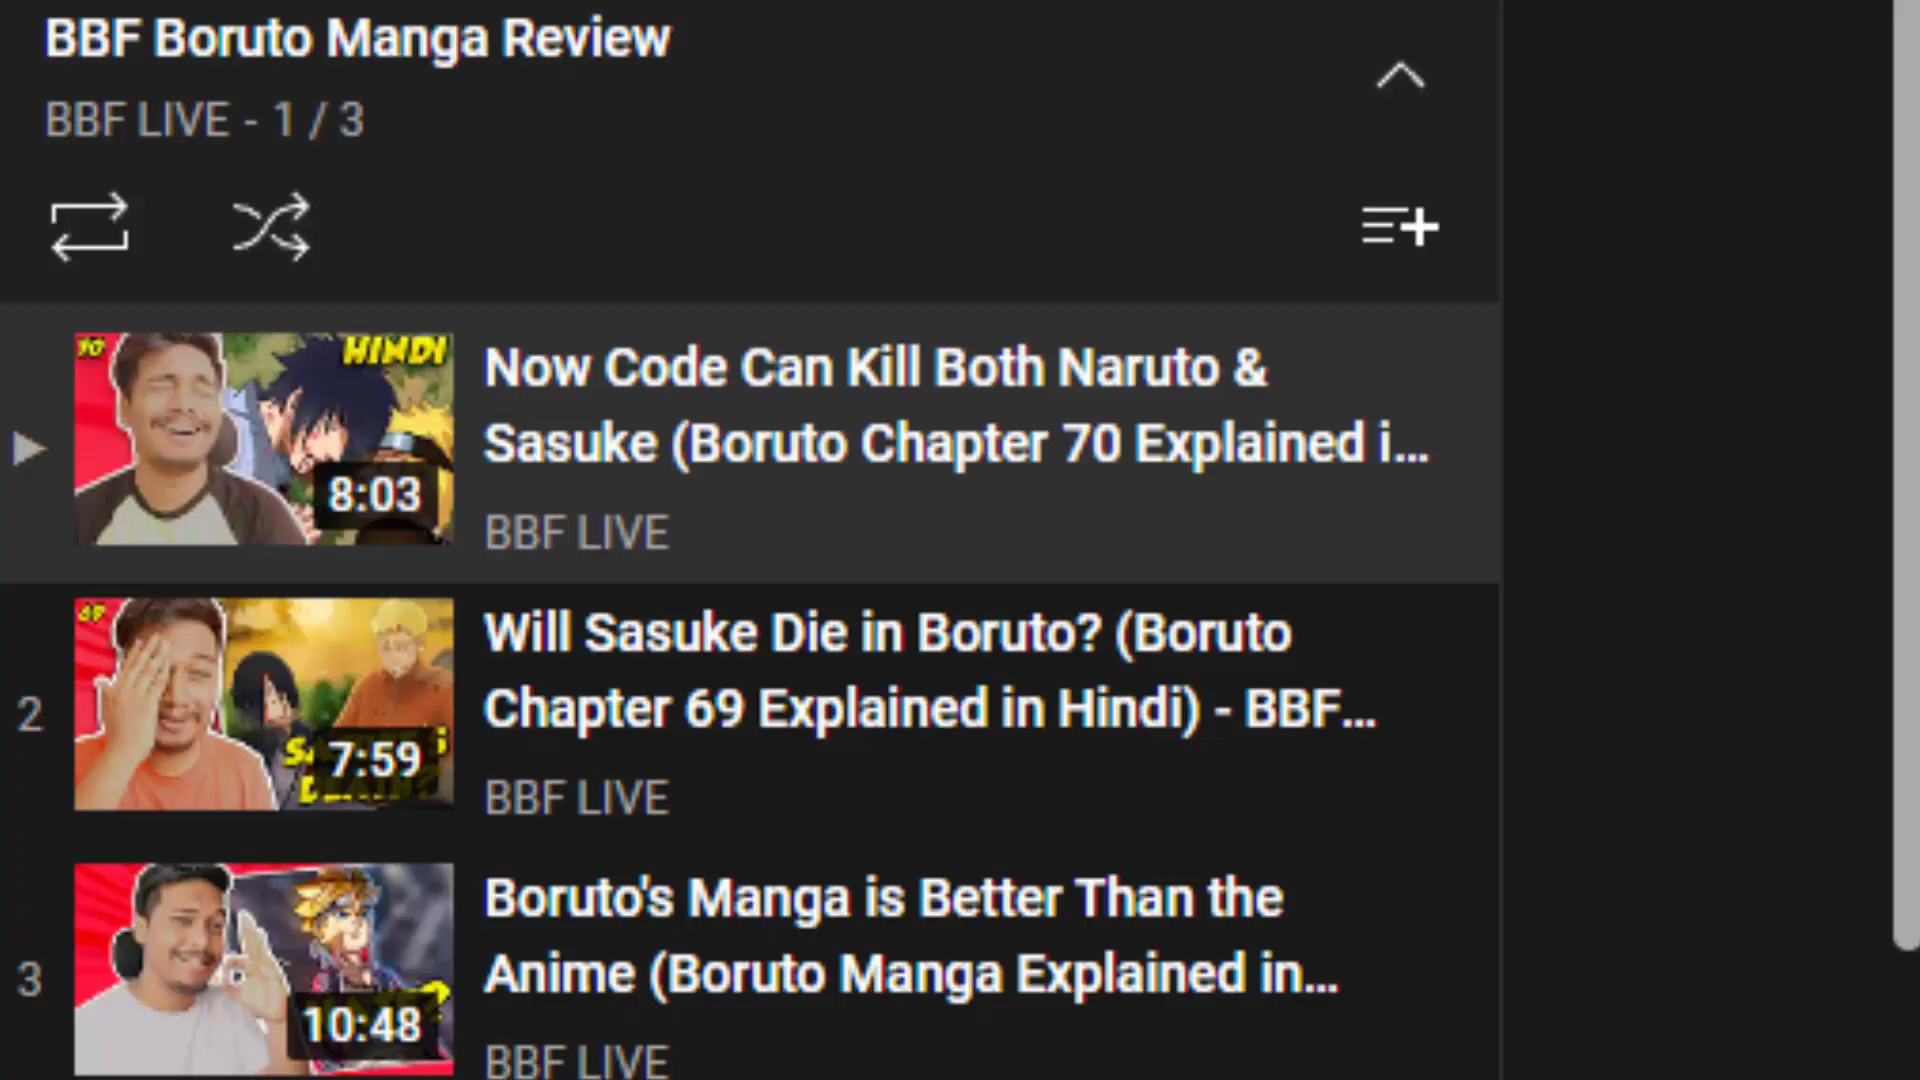 BBF Boruto Manga Review
BBF LIVE - 1 / 3
70
HINDI
8:03
Now Code Can Kill Both Naruto &
Sasuke (Boruto Chapter 70 Explained i...
BBF LIVE
2
69
7:59
Will Sasuke Die in Boruto? (Boruto
Chapter 69 Explained in Hindi) - BBF...
BBF LIVE
3
10:48
Boruto's Manga is Better Than the
Anime (Boruto Manga Explained in...
BBF LIVE